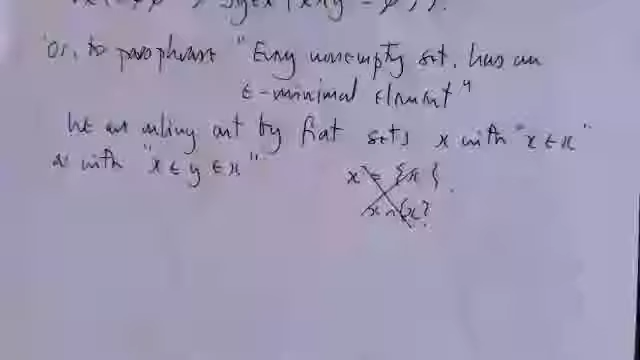 ∀x(x≠∅ → ∃y∈x (x∩y = ∅)).
Or, to paraphrase "Every nonempty set, has an
∈-minimal element"
We are ruling out by fiat sets x with "x ∈ x"
or with "x ∈ y ∈ x"
x = {x}.
x ∩ {x}